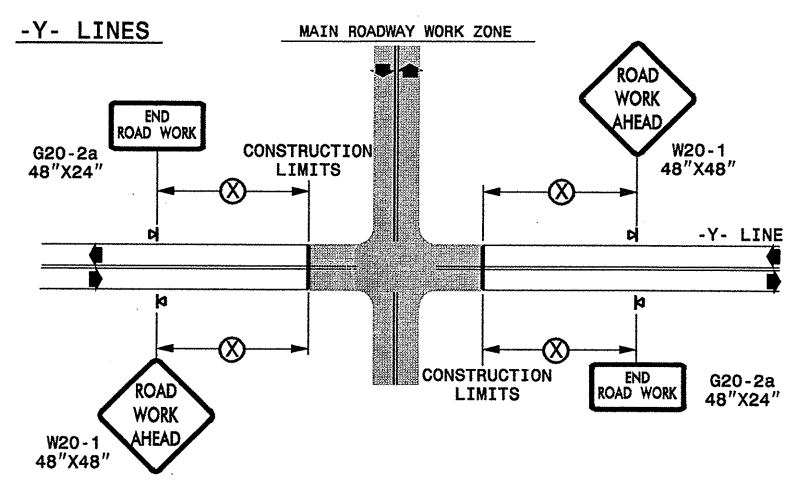 -Y- LINES
MAIN ROADWAY WORK ZONE
END
ROAD WORK
G20-2a
48"X24"
CONSTRUCTION
LIMITS
X
ROAD
WORK
AHEAD
W20-1
48"X48"
X
-Y- LINE
X
ROAD
WORK
AHEAD
W20-1
48"X48"
X
CONSTRUCTION
LIMITS
END
ROAD WORK
G20-2a
48"X24"